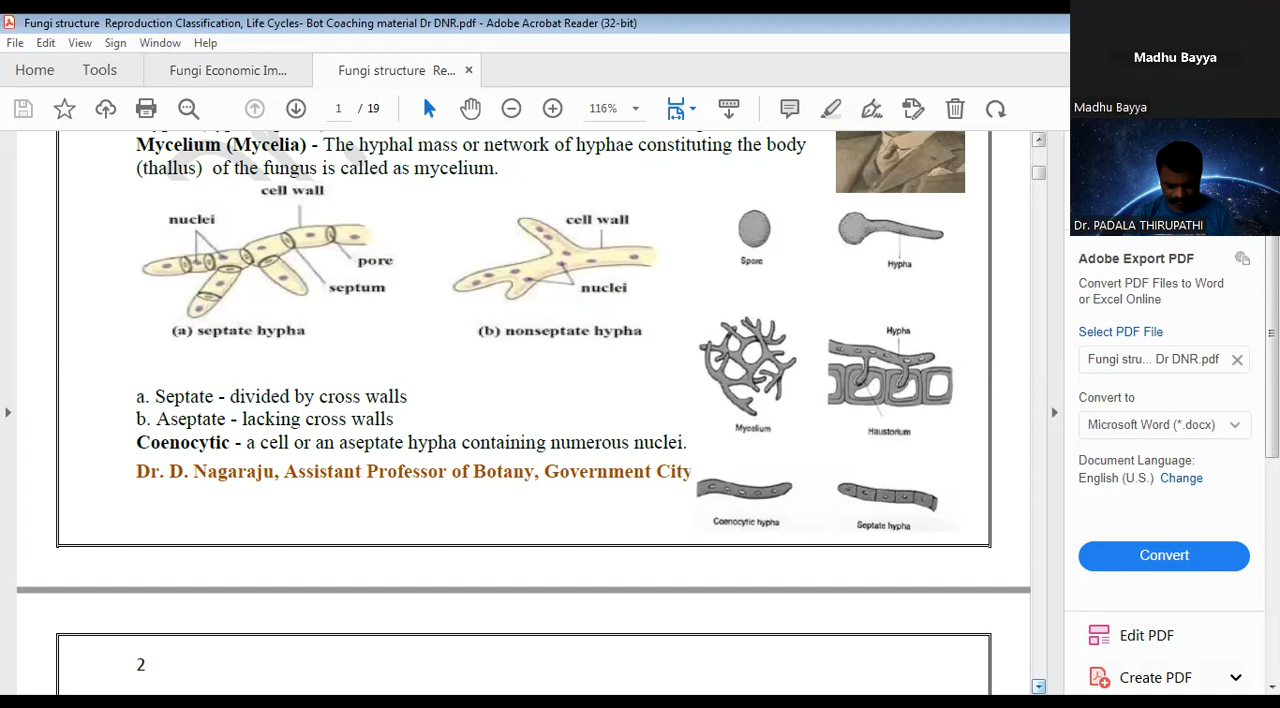 Fungi structure Reproduction Classification, Life Cycles- Bot Coaching material Dr DNR.pdf - Adobe Acrobat Reader (32-bit)
File Edit View Sign Window Help
Home Tools Fungi Economic Im... Fungi structure Re... ×
1 / 19 116%
Mycelium (Mycelia) - The hyphal mass or network of hyphae constituting the body
(thallus) of the fungus is called as mycelium.
cell wall
nuclei
pore
septum
(a) septate hypha
cell wall
nuclei
(b) nonseptate hypha
Spore
Hypha
Mycelium
Hypha
Haustorium
Coenocytic hypha
Septate hypha
a. Septate - divided by cross walls
b. Aseptate - lacking cross walls
Coenocytic - a cell or an aseptate hypha containing numerous nuclei.
Dr. D. Nagaraju, Assistant Professor of Botany, Government City
2
Madhu Bayya
Madhu Bayya
Dr. PADALA THIRUPATHI
Adobe Export PDF
Convert PDF Files to Word
or Excel Online
Select PDF File
Fungi stru... Dr DNR.pdf
Convert to
Microsoft Word (*.docx)
Document Language:
English (U.S.) Change
Convert
Edit PDF
Create PDF